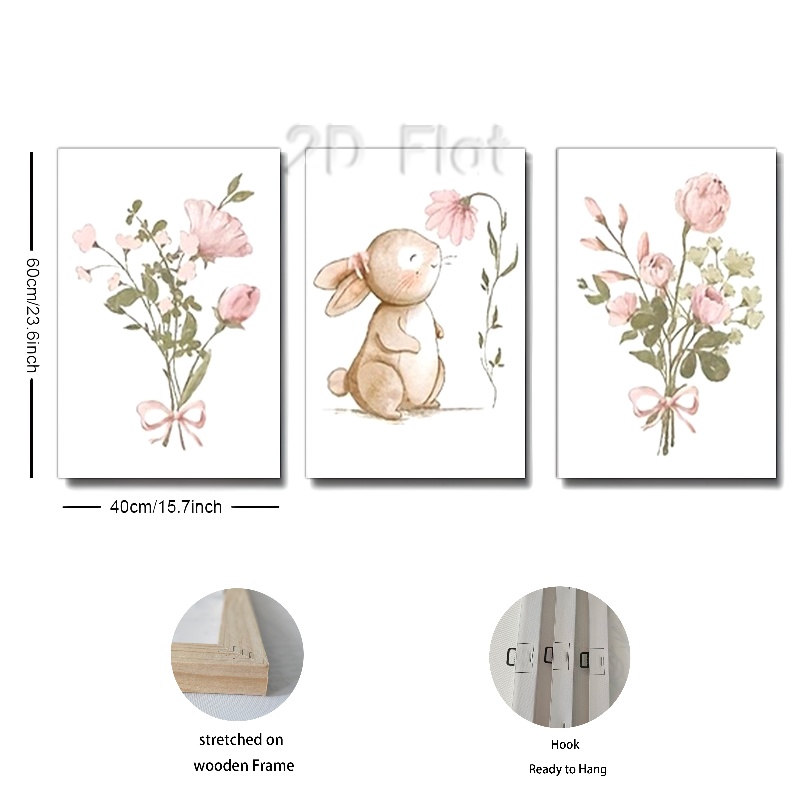 2D Flat
60cm/23.6inch
40cm/15.7inch
stretched on
wooden Frame
Hook
Ready to Hang